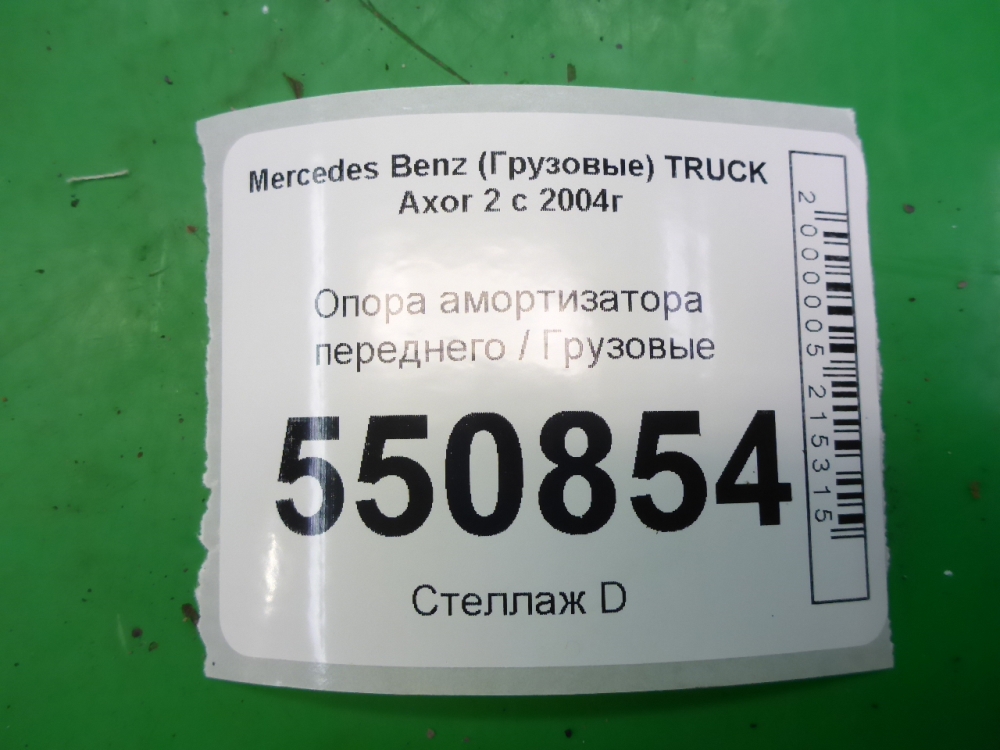 Mercedes Benz (Грузовые) TRUCK
Axor 2 с 2004г
Опора амортизатора
переднего / Грузовые
550854
Стеллаж D
2000005215315